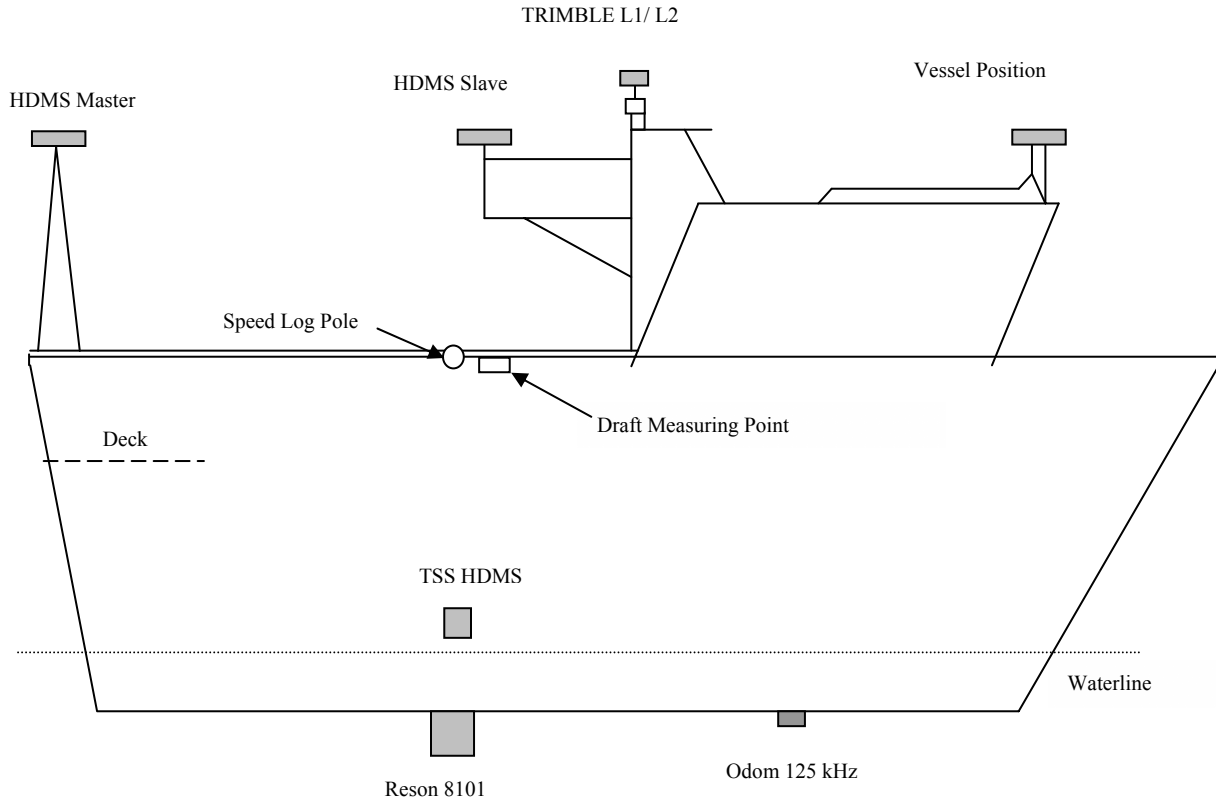 TRIMBLE L1/ L2
Vessel Position
HDMS Slave
HDMS Master
Speed Log Pole
Draft Measuring Point
Deck
TSS HDMS
Waterline
Odom 125 kHz
Reson 8101